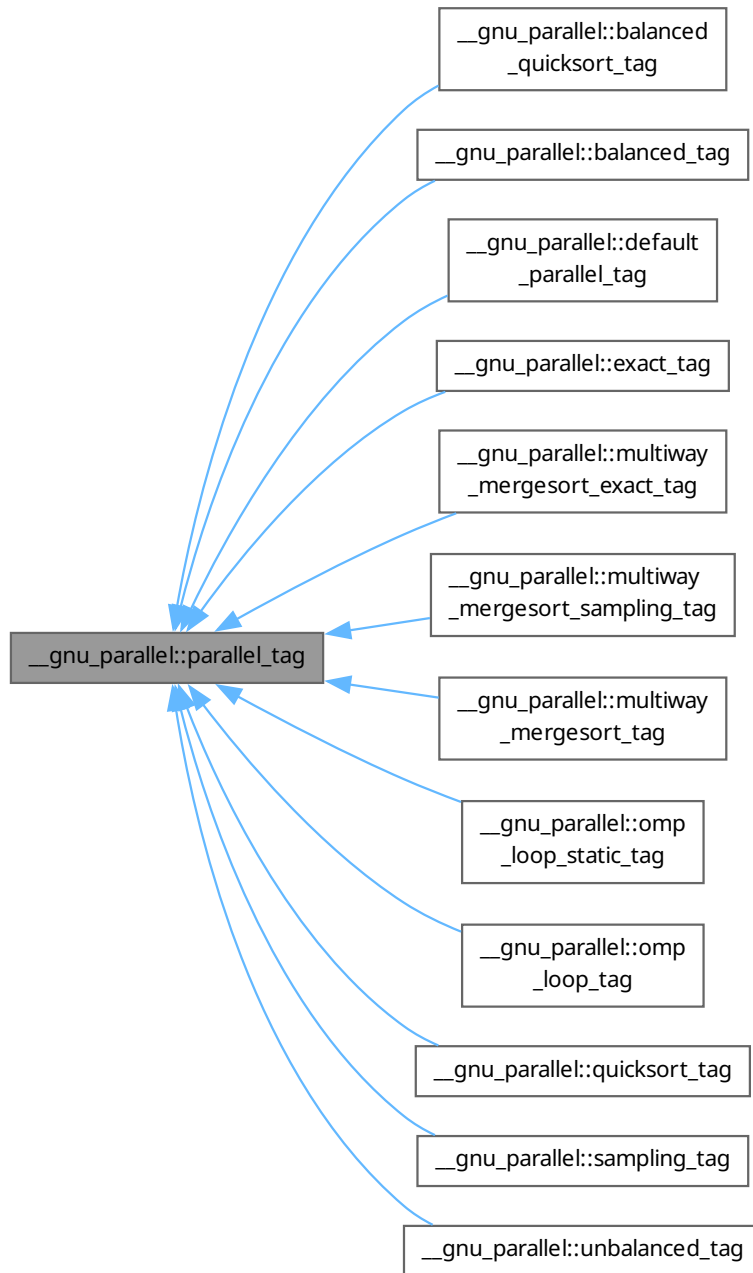 __gnu_parallel::balanced
_quicksort_tag
__gnu_parallel::balanced_tag
__gnu_parallel::default
_parallel_tag
__gnu_parallel::exact_tag
__gnu_parallel::multiway
_mergesort_exact_tag
__gnu_parallel::multiway
_mergesort_sampling_tag
__gnu_parallel::parallel_tag
__gnu_parallel::multiway
_mergesort_tag
__gnu_parallel::omp
_loop_static_tag
__gnu_parallel::omp
_loop_tag
__gnu_parallel::quicksort_tag
__gnu_parallel::sampling_tag
__gnu_parallel::unbalanced_tag